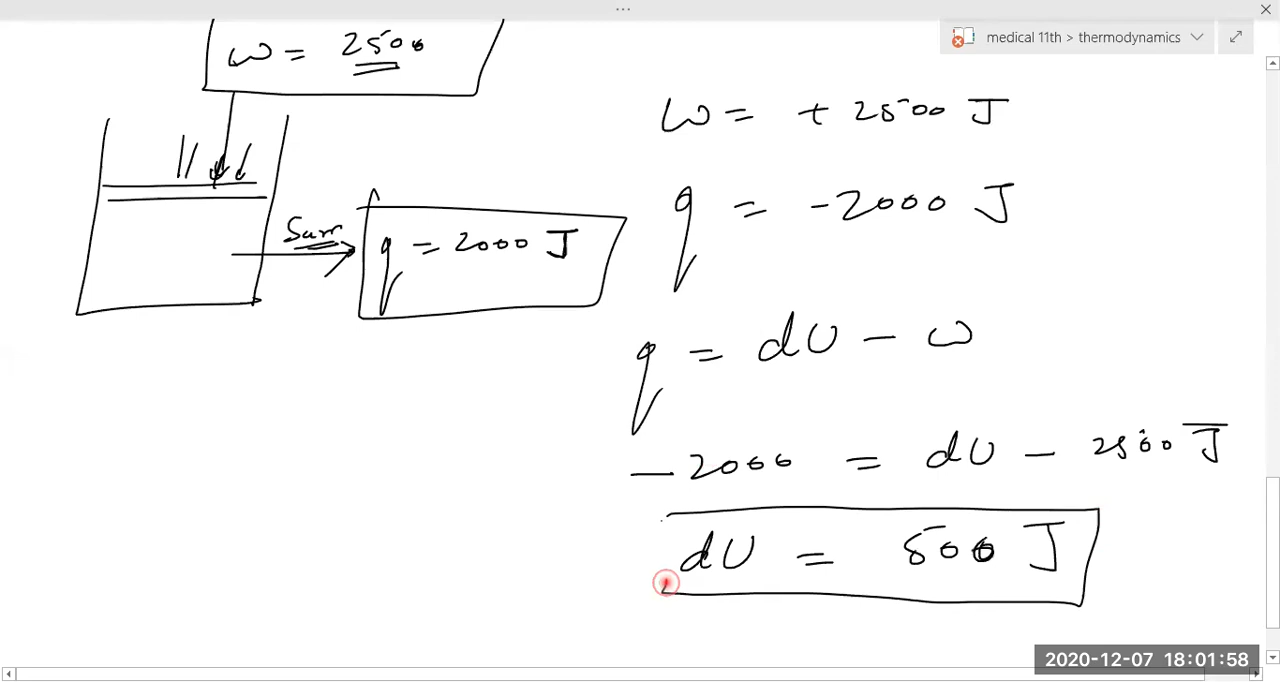 medical 11th > thermodynamics
w = 2500
Surr
q = 2000 J
w = + 2500 J
q = -2000 J
q = dU - w
- 2000 = dU - 2500 J
dU = 500 J
2020-12-07 18:01:58